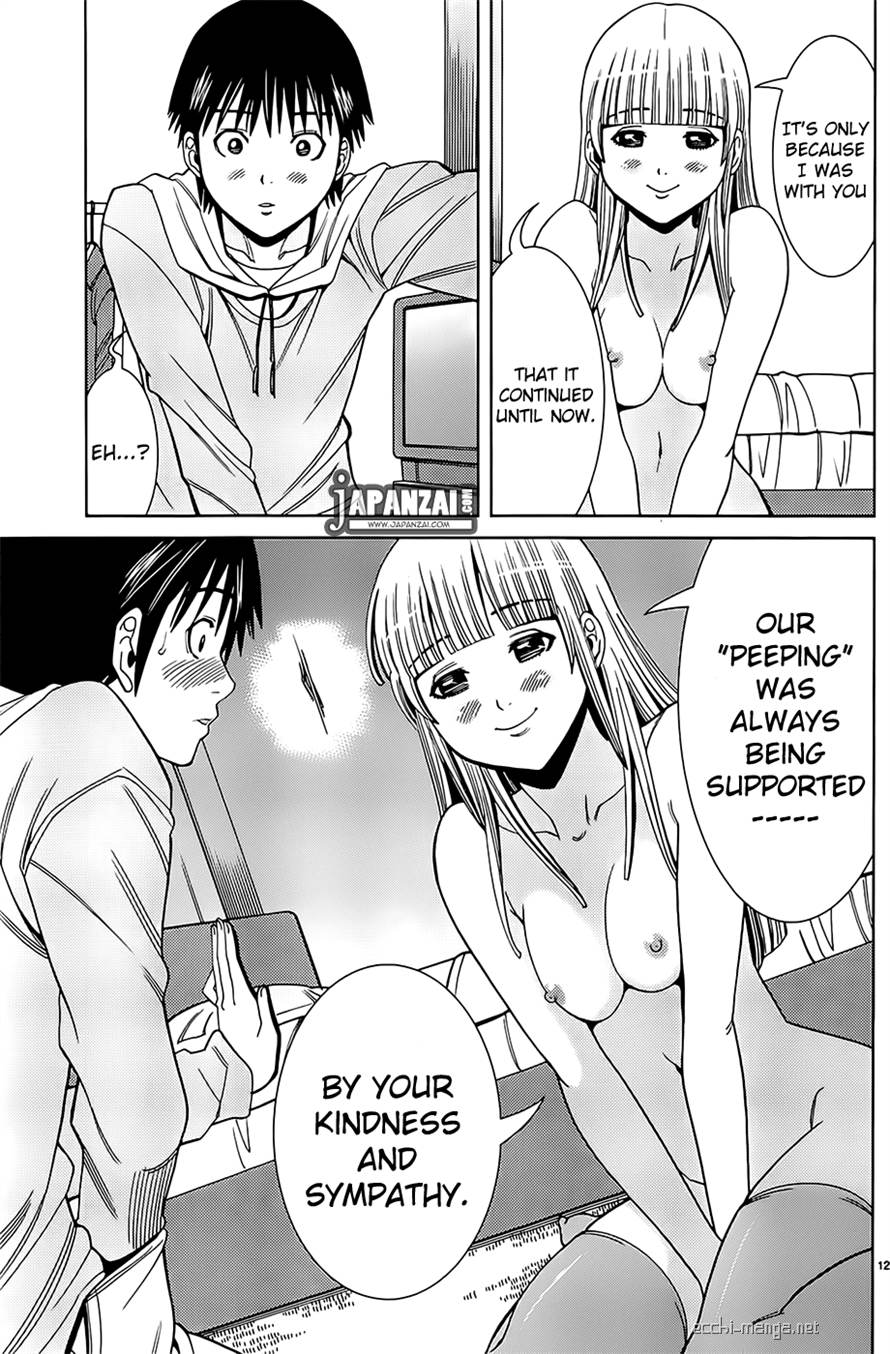 IT'S ONLY
BECAUSE
I WAS
WITH YOU
THAT IT
CONTINUED
UNTIL NOW.
EH...?
JAPANZAI
.COM
WWW.JAPANZAI.COM
OUR
"PEEPING"
WAS
ALWAYS
BEING
SUPPORTED
-----
BY YOUR
KINDNESS
AND
SYMPATHY.
12
ecchi-manga.net